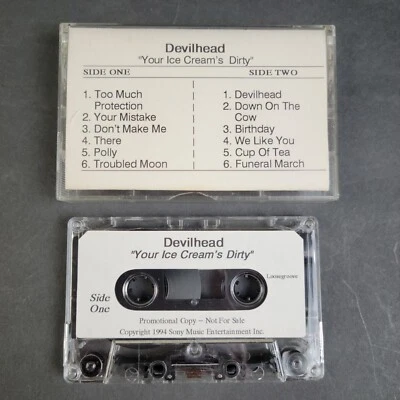 Devilhead
"Your Ice Cream's Dirty"
SIDE ONE
1. Too Much
Protection
2. Your Mistake
3. Don't Make Me
4. There
5. Polly
6. Troubled Moon
SIDE TWO
1. Devilhead
2. Down On The
Cow
3. Birthday
4. We Like You
5. Cup Of Tea
6. Funeral March
Devilhead
"Your Ice Cream's Dirty"
Loosegroove
Side
One
Promotional Copy – Not For Sale
Copyright 1994 Sony Music Entertainment Inc.